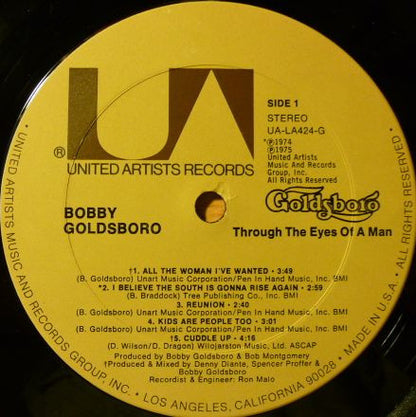 UA
® UNITED ARTISTS RECORDS
SIDE 1
STEREO
UA-LA424-G
*℗1974
℗1975
United Artists
Music And Records
Group, Inc.
All Rights Reserved
BOBBY
GOLDSBORO
Goldsboro
Through The Eyes Of A Man
†1. ALL THE WOMAN I'VE WANTED • 3:49
(B. Goldsboro) Unart Music Corporation/Pen In Hand Music, Inc. BMI
*2. I BELIEVE THE SOUTH IS GONNA RISE AGAIN • 2:59
(B. Braddock) Tree Publishing Co., Inc. BMI
3. REUNION • 2:40
(B. Goldsboro) Unart Music Corporation/Pen In Hand Music, Inc. BMI
4. KIDS ARE PEOPLE TOO • 3:01
(B. Goldsboro) Unart Music Corporation/Pen In Hand Music, Inc. BMI
†5. CUDDLE UP • 4:16
(D. Wilson/D. Dragon) Wilojarston Music, Ltd. ASCAP
Produced by Bobby Goldsboro & Bob Montgomery
†Produced & Mixed by Denny Diante, Spencer Proffer &
Bobby Goldsboro
Recordist & Engineer: Ron Malo
• UNITED ARTISTS MUSIC AND RECORDS GROUP, INC. • LOS ANGELES, CALIFORNIA 90028 • MADE IN U.S.A. • ALL RIGHTS RESERVED.